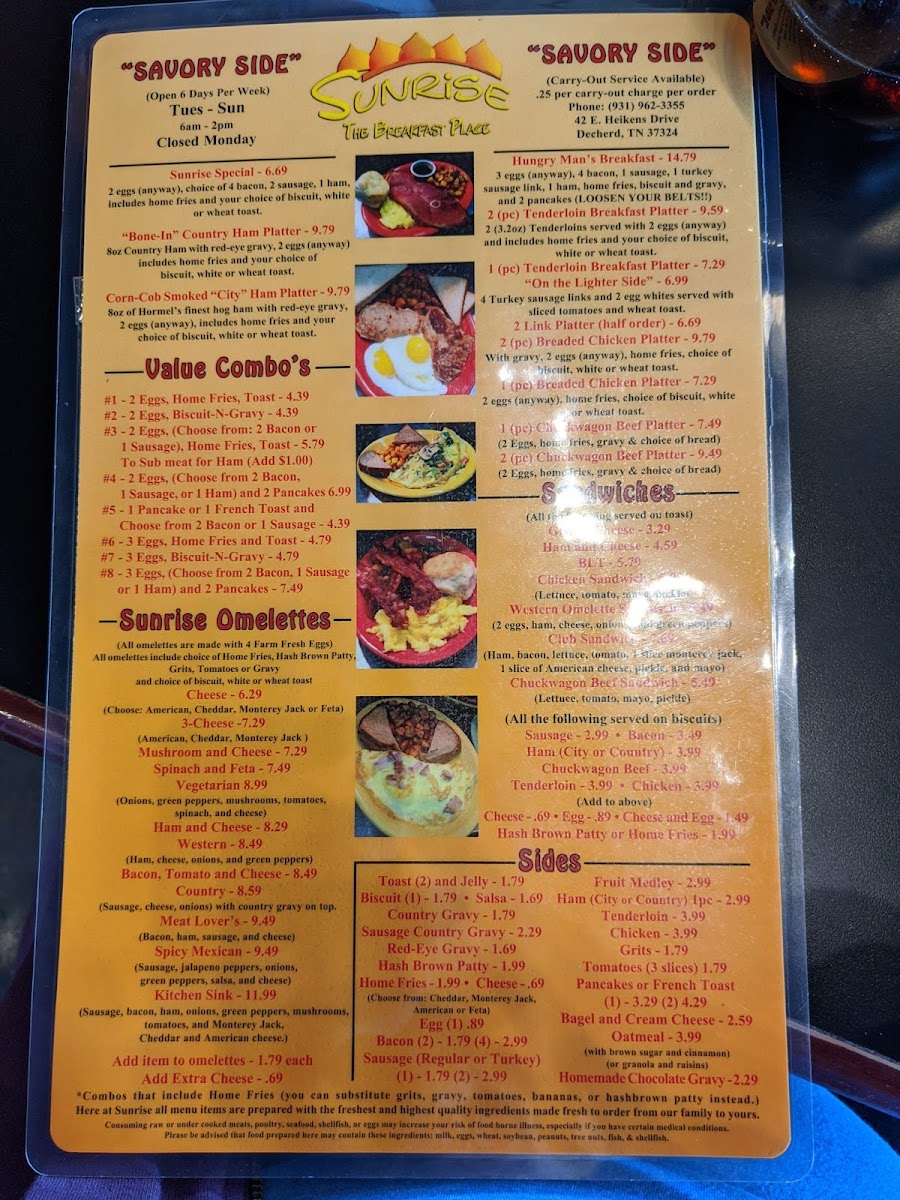 "SAVORY SIDE"
(Open 6 Days Per Week)
Tues - Sun
6am - 2pm
Closed Monday
SUNRISE
THE BREAKFAST PLACE
"SAVORY SIDE"
(Carry-Out Service Available)
.25 per carry-out charge per order
Phone: (931) 962-3355
42 E. Heikens Drive
Decherd, TN 37324
Sunrise Special - 6.69
2 eggs (anyway), choice of 4 bacon, 2 sausage, 1 ham,
includes home fries and your choice of biscuit, white
or wheat toast.
"Bone-In" Country Ham Platter - 9.79
8oz Country Ham with red-eye gravy, 2 eggs (anyway)
includes home fries and your choice of
biscuit, white or wheat toast.
Corn-Cob Smoked "City" Ham Platter - 9.79
8oz of Hormel's finest hog ham with red-eye gravy,
2 eggs (anyway), includes home fries and your
choice of biscuit, white or wheat toast.
Value Combo's
#1 - 2 Eggs, Home Fries, Toast - 4.39
#2 - 2 Eggs, Biscuit-N-Gravy - 4.39
#3 - 2 Eggs, (Choose from: 2 Bacon or
1 Sausage), Home Fries, Toast - 5.79
To Sub meat for Ham (Add $1.00)
#4 - 2 Eggs, (Choose from 2 Bacon,
1 Sausage, or 1 Ham) and 2 Pancakes 6.99
#5 - 1 Pancake or 1 French Toast and
Choose from 2 Bacon or 1 Sausage - 4.39
#6 - 3 Eggs, Home Fries and Toast - 4.79
#7 - 3 Eggs, Biscuit-N-Gravy - 4.79
#8 - 3 Eggs, (Choose from 2 Bacon, 1 Sausage
or 1 Ham) and 2 Pancakes - 7.49
Sunrise Omelettes
(All omelettes are made with 4 Farm Fresh Eggs)
All omelettes include choice of Home Fries, Hash Brown Patty,
Grits, Tomatoes or Gravy
and choice of biscuit, white or wheat toast
Cheese - 6.29
(Choose: American, Cheddar, Monterey Jack or Feta)
3-Cheese -7.29
(American, Cheddar, Monterey Jack )
Mushroom and Cheese - 7.29
Spinach and Feta - 7.49
Vegetarian 8.99
(Onions, green peppers, mushrooms, tomatoes,
spinach, and cheese)
Ham and Cheese - 8.29
Western - 8.49
(Ham, cheese, onions, and green peppers)
Bacon, Tomato and Cheese - 8.49
Country - 8.59
(Sausage, cheese, onions) with country gravy on top.
Meat Lover's - 9.49
(Bacon, ham, sausage, and cheese)
Spicy Mexican - 9.49
(Sausage, jalapeno peppers, onions,
green peppers, salsa, and cheese)
Kitchen Sink - 11.99
(Sausage, bacon, ham, onions, green peppers, mushrooms,
tomatoes, and Monterey Jack,
Cheddar and American cheese.)
Add item to omelettes - 1.79 each
Add Extra Cheese - .69
Hungry Man's Breakfast - 14.79
3 eggs (anyway), 4 bacon, 1 sausage, 1 turkey
sausage link, 1 ham, home fries, biscuit and gravy,
and 2 pancakes (LOOSEN YOUR BELTS!!)
2 (pc) Tenderloin Breakfast Platter - 9.59
2 (3.2oz) Tenderloins served with 2 eggs (anyway)
and includes home fries and your choice of biscuit,
white or wheat toast.
1 (pc) Tenderloin Breakfast Platter - 7.29
"On the Lighter Side" - 6.99
4 Turkey sausage links and 2 egg whites served with
sliced tomatoes and wheat toast.
2 Link Platter (half order) - 6.69
2 (pc) Breaded Chicken Platter - 9.79
With gravy, 2 eggs (anyway), home fries, choice of
biscuit, white or wheat toast.
1 (pc) Breaded Chicken Platter - 7.29
2 eggs (anyway), home fries, choice of biscuit, white
or wheat toast.
1 (pc) Chuckwagon Beef Platter - 7.49
(2 Eggs, home fries, gravy & choice of bread)
2 (pc) Chuckwagon Beef Platter - 9.49
(2 Eggs, home fries, gravy & choice of bread)
Sandwiches
(All served on toast)
Cheese - 3.29
Ham and Cheese - 4.59
BLT - 5.79
Chicken Sandwich
(Lettuce, tomato, mayo, pickle)
Western Omelette
(2 eggs, ham, cheese, onions, and green peppers)
Club Sandwich
(Ham, bacon, lettuce, tomato, 1 slice monterey jack,
1 slice of American cheese, pickle, and mayo)
Chuckwagon Beef Sandwich - 5.49
(Lettuce, tomato, mayo, pickle)
(All the following served on biscuits)
Sausage - 2.99 • Bacon - 3.49
Ham (City or Country) - 3.99
Chuckwagon Beef - 3.99
Tenderloin - 3.99 • Chicken - 3.99
(Add to above)
Cheese - .69 • Egg - .89 • Cheese and Egg - 1.49
Hash Brown Patty or Home Fries - 1.99
Sides
Toast (2) and Jelly - 1.79
Biscuit (1) - 1.79 • Salsa - 1.69
Country Gravy - 1.79
Sausage Country Gravy - 2.29
Red-Eye Gravy - 1.69
Hash Brown Patty - 1.99
Home Fries - 1.99 • Cheese - .69
(Choose from: Cheddar, Monterey Jack,
American or Feta)
Egg (1) .89
Bacon (2) - 1.79 (4) - 2.99
Sausage (Regular or Turkey)
(1) - 1.79 (2) - 2.99
Fruit Medley - 2.99
Ham (City or Country) 1pc - 2.99
Tenderloin - 3.99
Chicken - 3.99
Grits - 1.79
Tomatoes (3 slices) 1.79
Pancakes or French Toast
(1) - 3.29 (2) 4.29
Bagel and Cream Cheese - 2.59
Oatmeal - 3.99
(with brown sugar and cinnamon)
(or granola and raisins)
Homemade Chocolate Gravy -2.29
*Combos that include Home Fries (you can substitute grits, gravy, tomatoes, bananas, or hashbrown patty instead.)
Here at Sunrise all menu items are prepared with the freshest and highest quality ingredients made fresh to order from our family to yours.
Consuming raw or under cooked meats, poultry, seafood, shellfish, or eggs may increase your risk of food borne illness, especially if you have certain medical conditions.
Please be advised that food prepared here may contain these ingredients: milk, eggs, wheat, soybean, peanuts, tree nuts, fish, & shellfish.